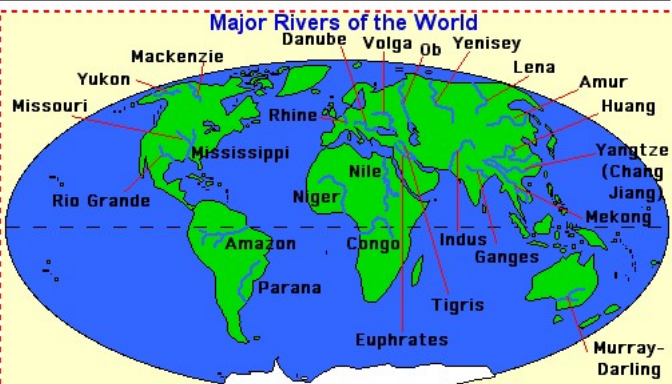 Major Rivers of the World
Danube
Volga
Ob
Yenisey
Mackenzie
Lena
Yukon
Amur
Missouri
Rhine
Huang
Mississippi
Yangtze
(Chang
Jiang)
Nile
Rio Grande
Niger
Mekong
Amazon
Congo
Indus
Ganges
Parana
Tigris
Euphrates
Murray-
Darling